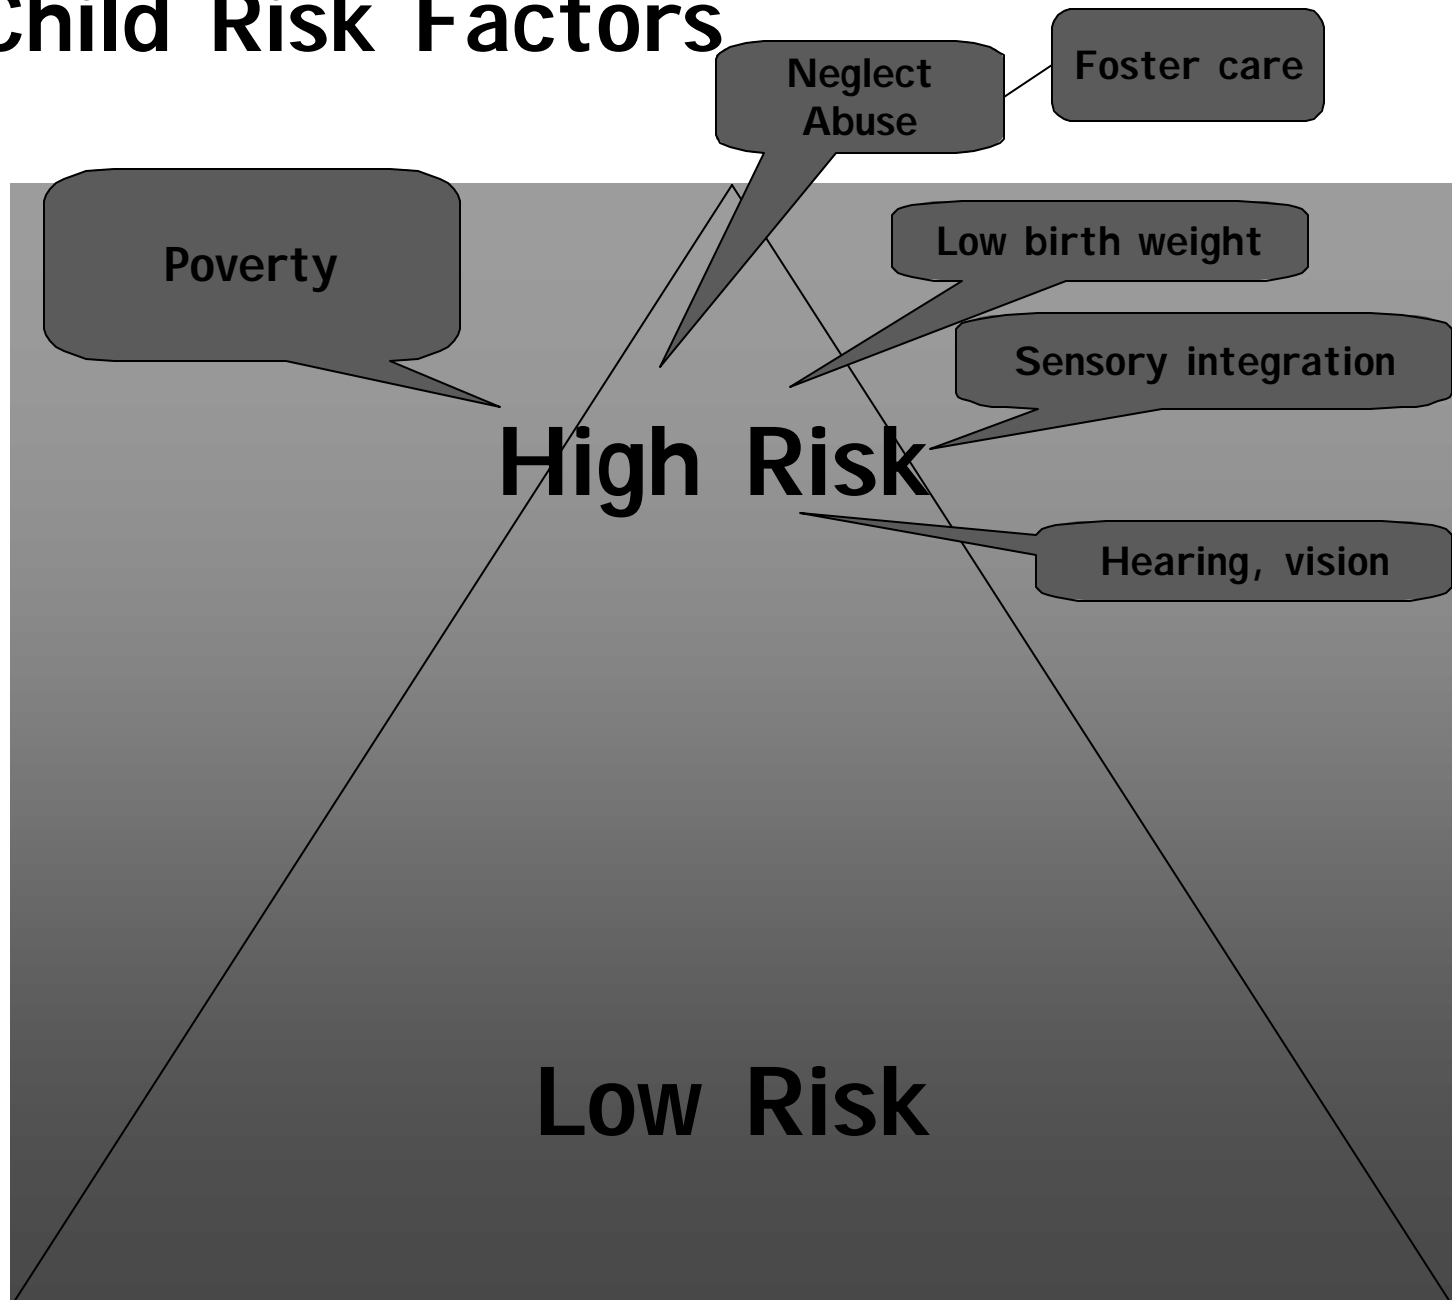 Child Risk Factors
Foster care
Neglect
Abuse
Poverty
Low birth weight
Sensory integration
High Risk
Hearing, vision
Low Risk